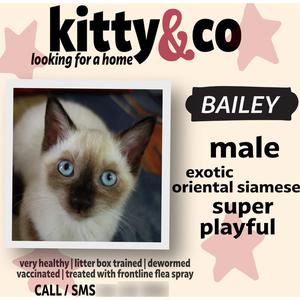 kitty&co
looking for a home
BAILEY
male
exotic
oriental siamese
super
playful
very healthy | litter box trained | dewormed
vaccinated | treated with frontline flea spray
CALL / SMS